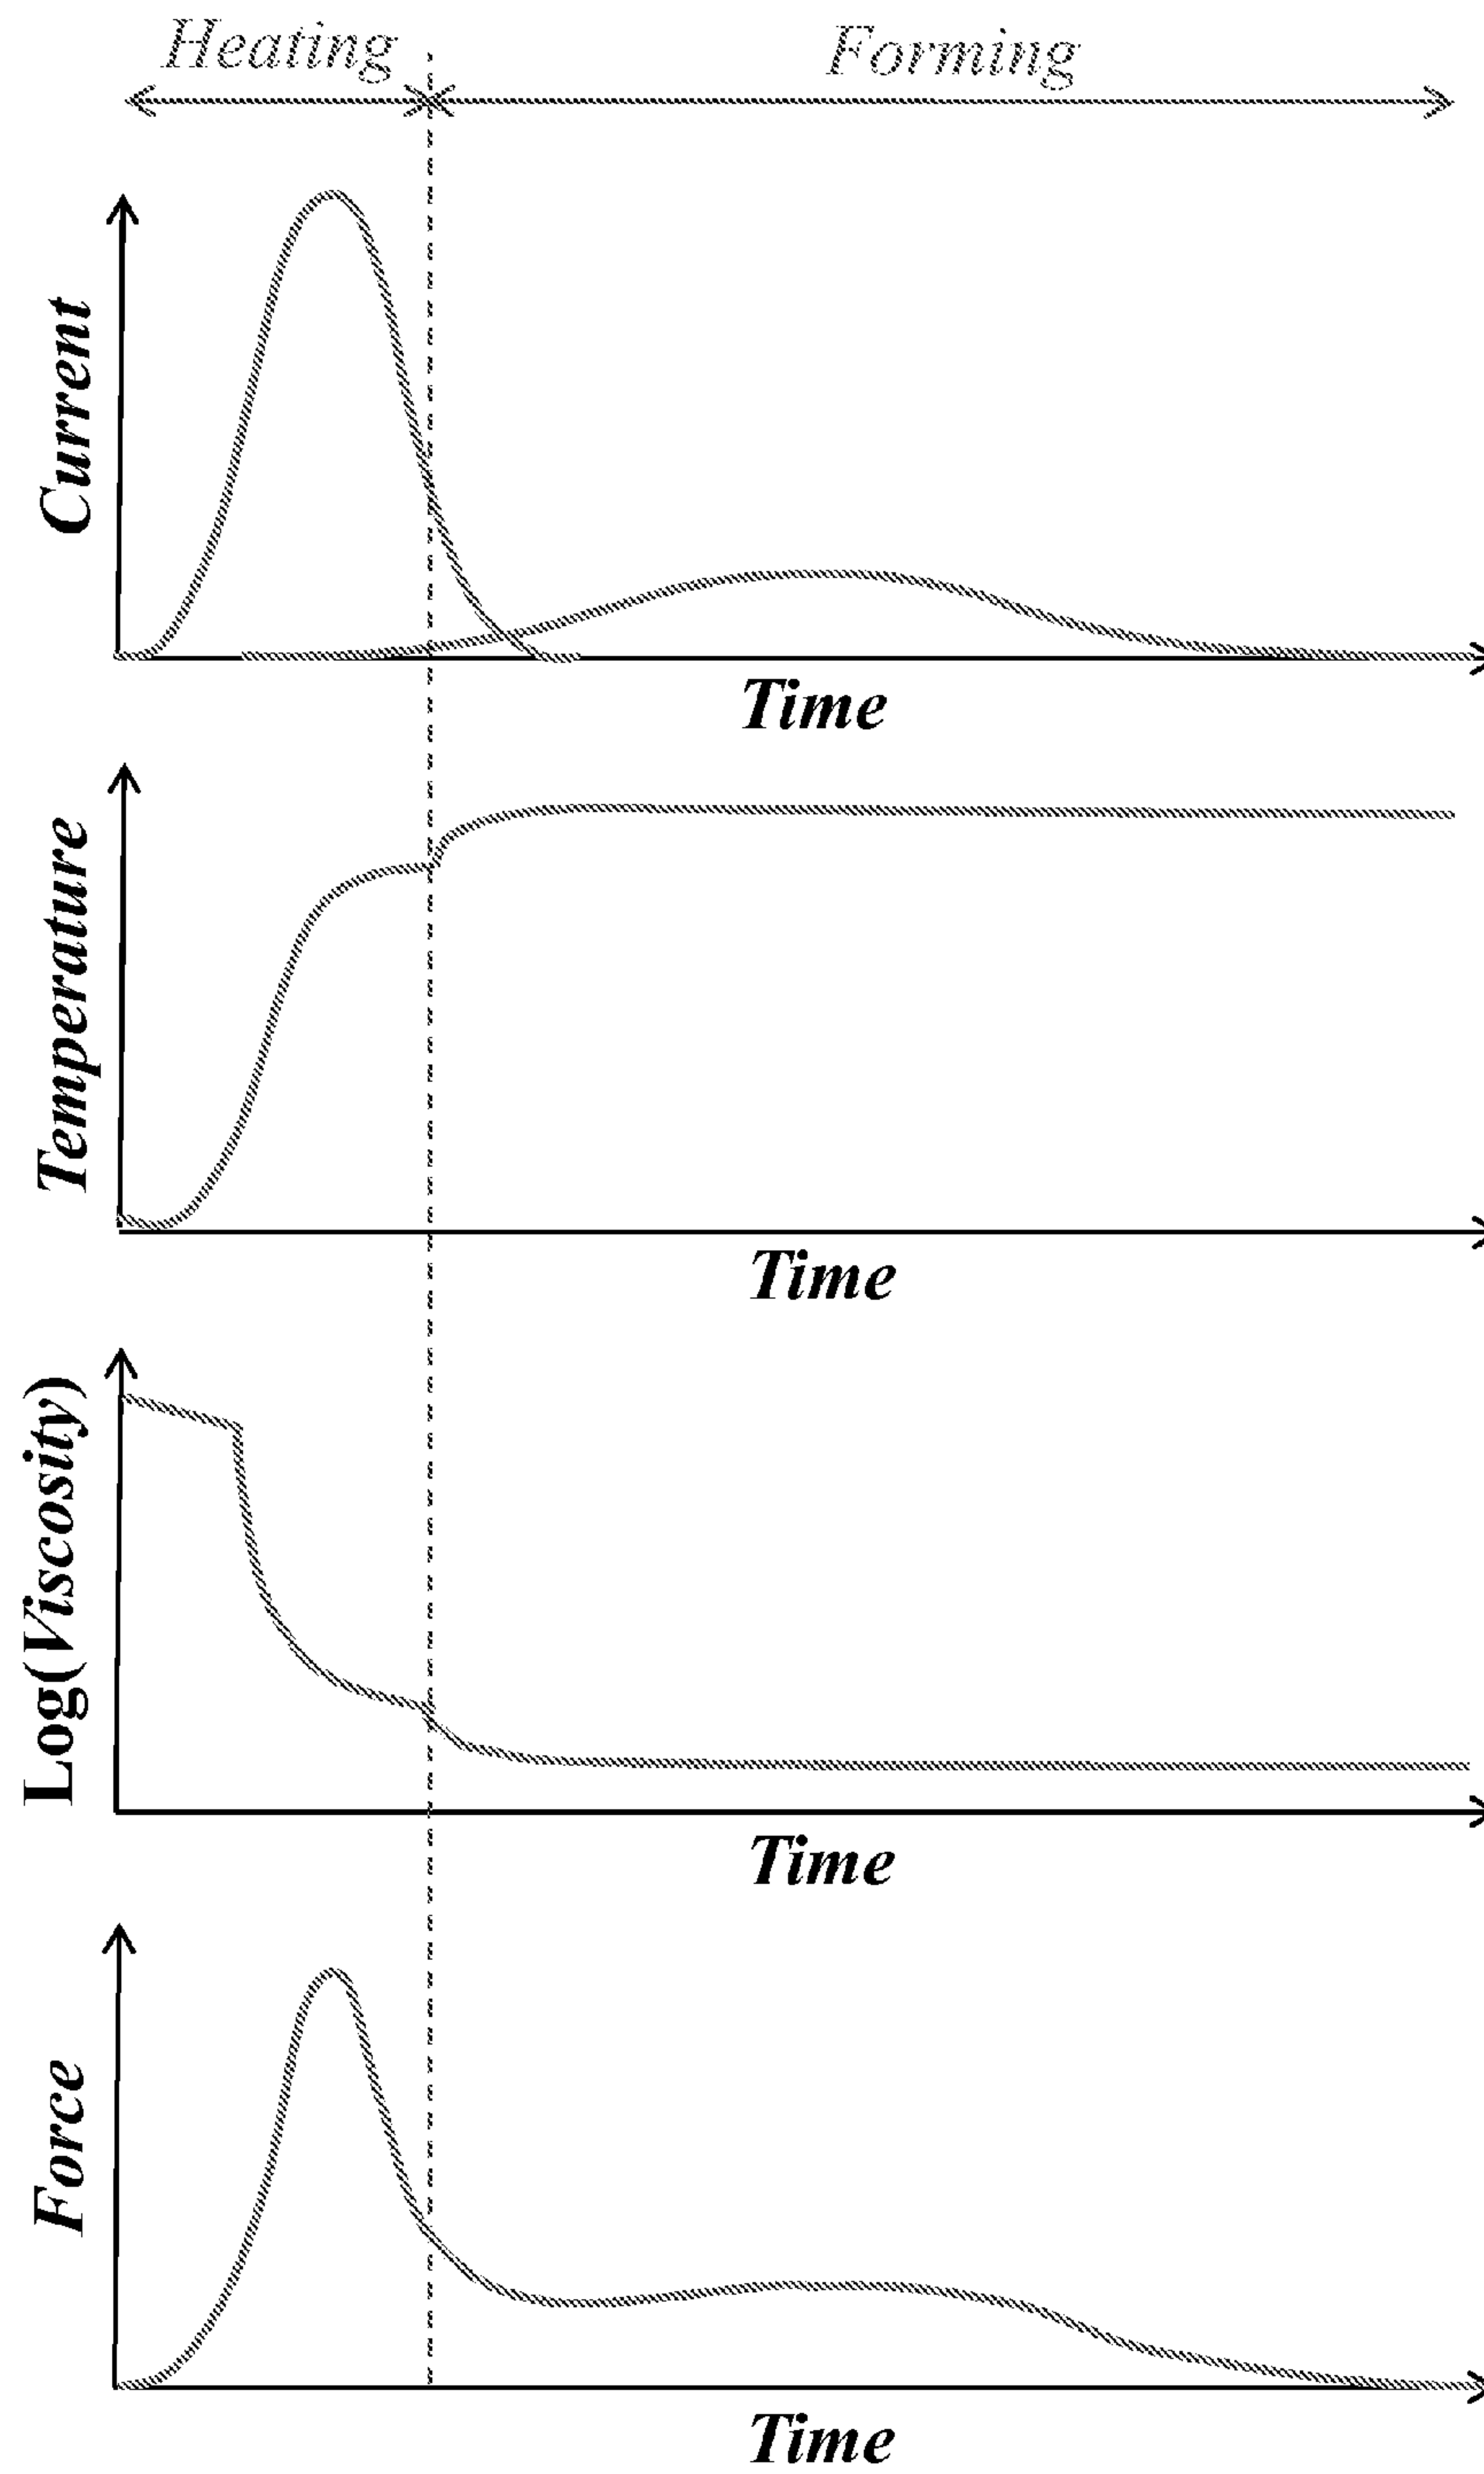 Heating
Forming
Current
Time
Temperature
Time
Log(Viscosity)
Time
Force
Time